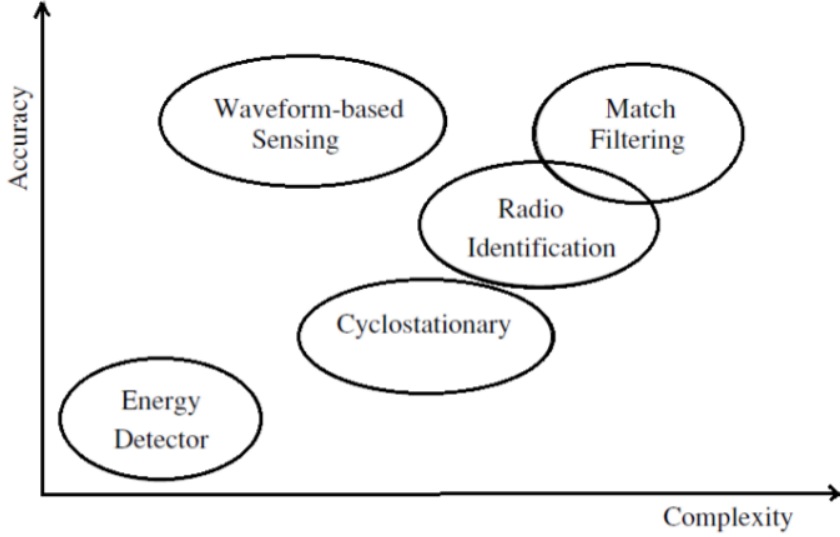 Accuracy
Waveform-based
Sensing
Match
Filtering
Radio
Identification
Cyclostationary
Energy
Detector
Complexity